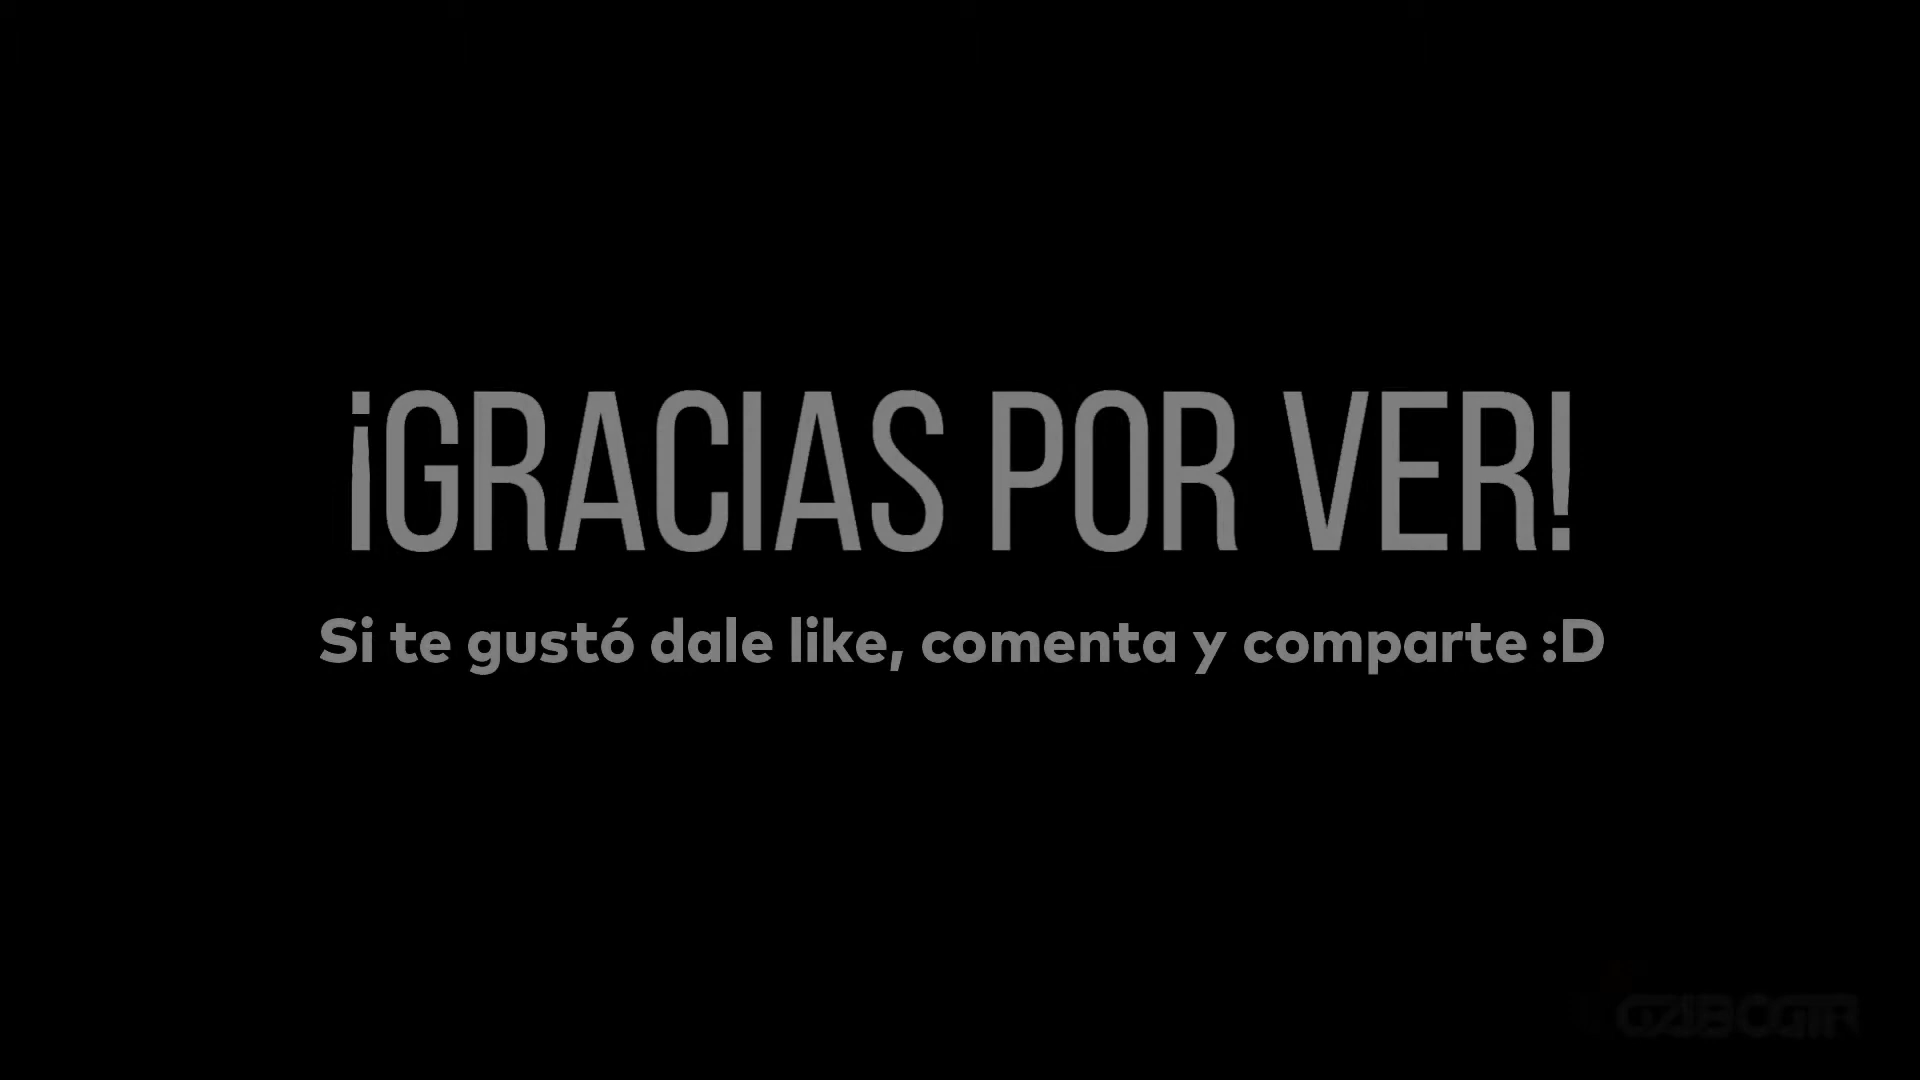 ¡GRACIAS POR VER!
Si te gustó dale like, comenta y comparte :D